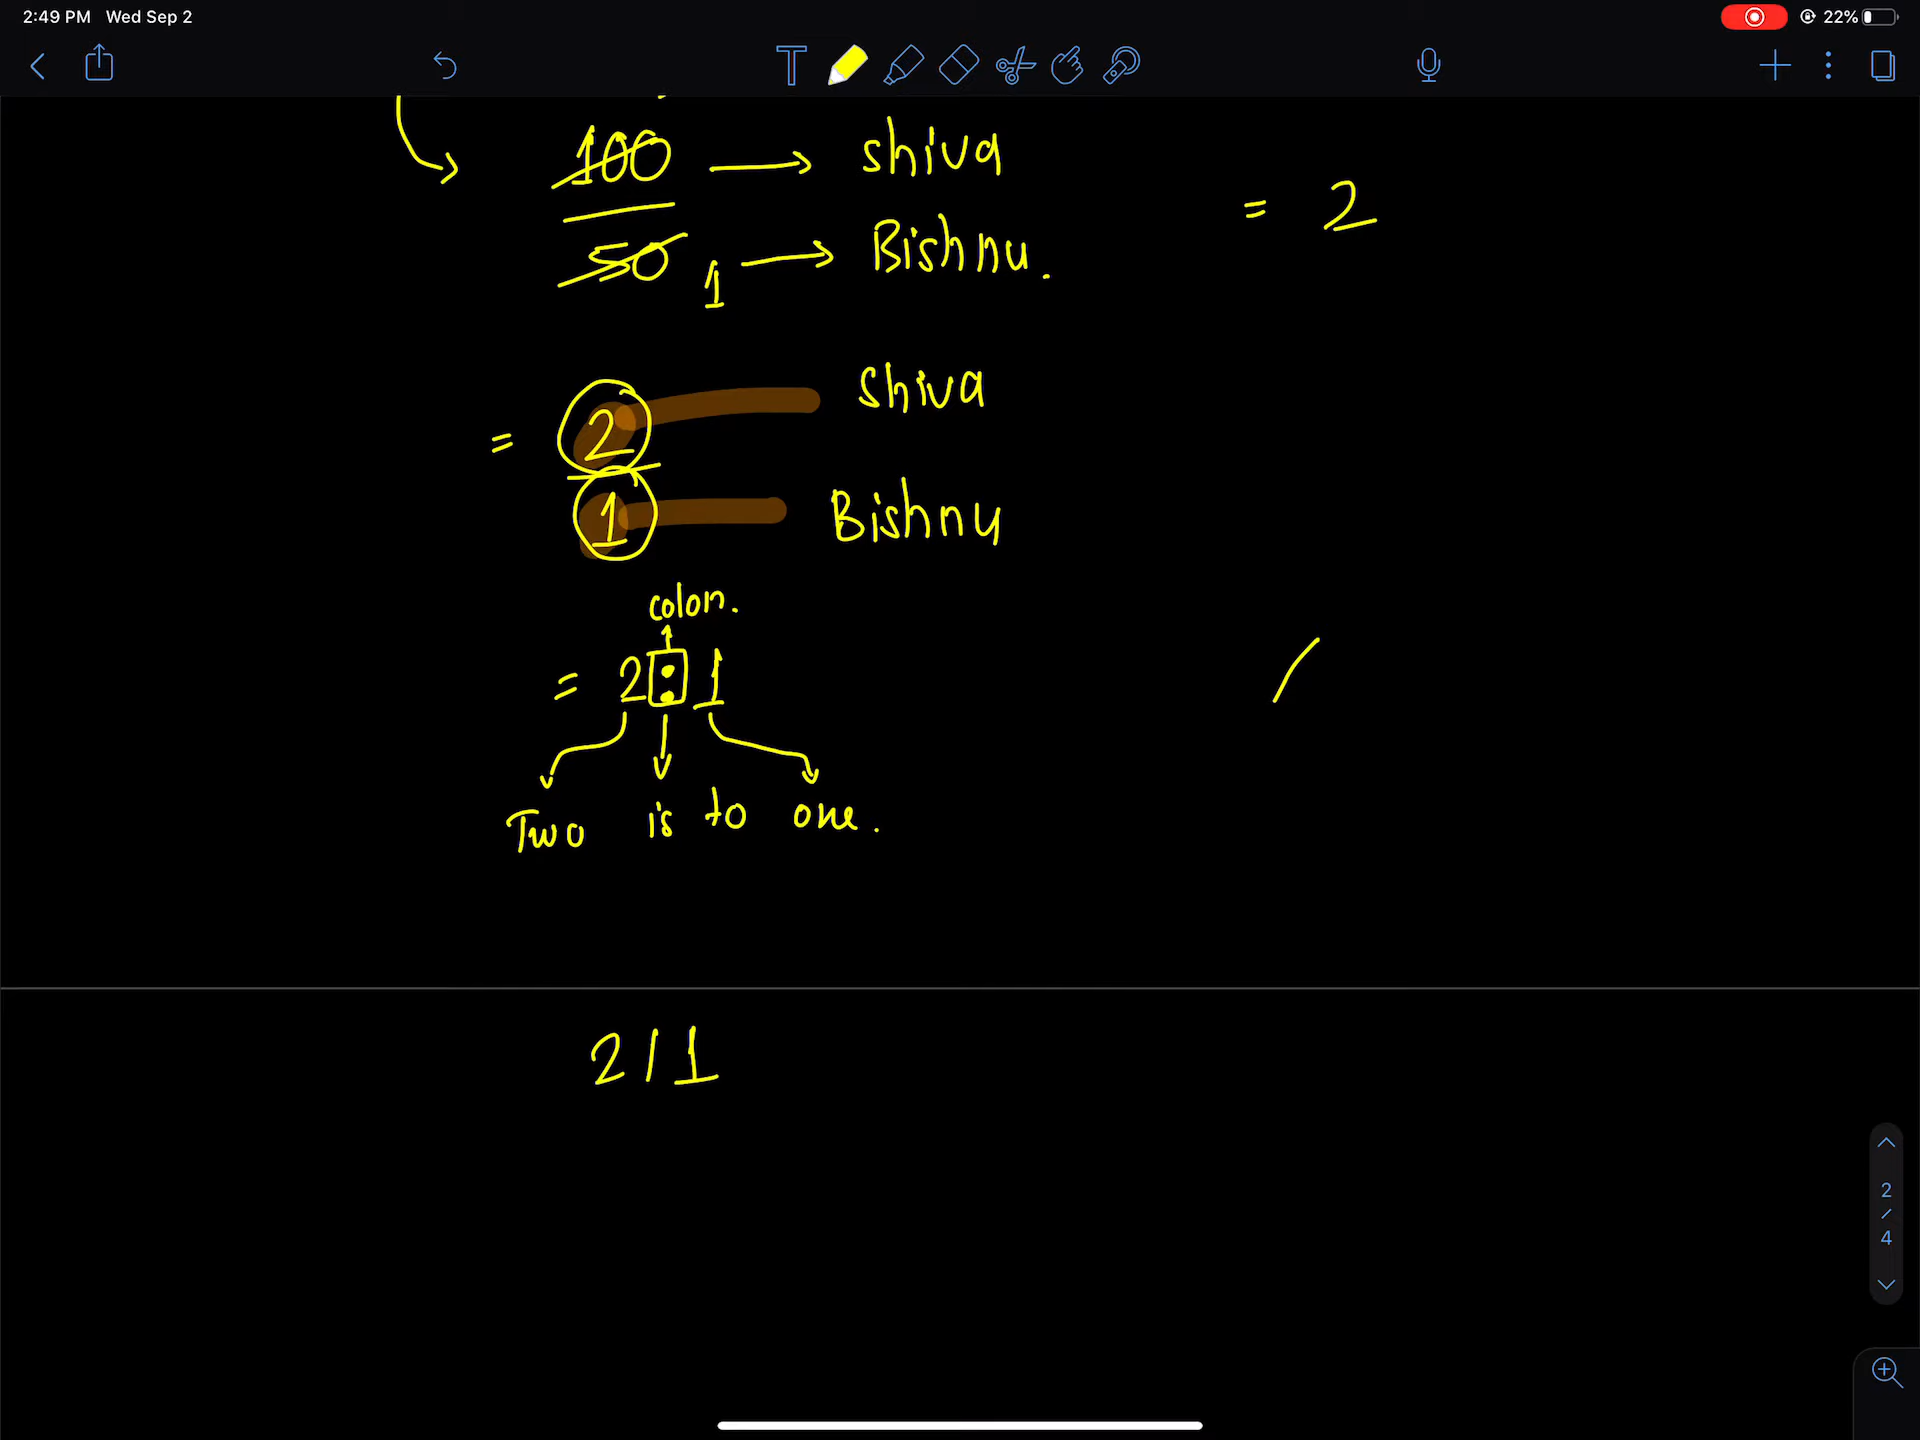 2:49 PM Wed Sep 2
22%
T
100 → shiva
= 2
50 1 → Bishnu.
Shiva
= 2
1
Bishnu
colon.
= 2 : 1
/
Two is to one.
2/1
2
/
4